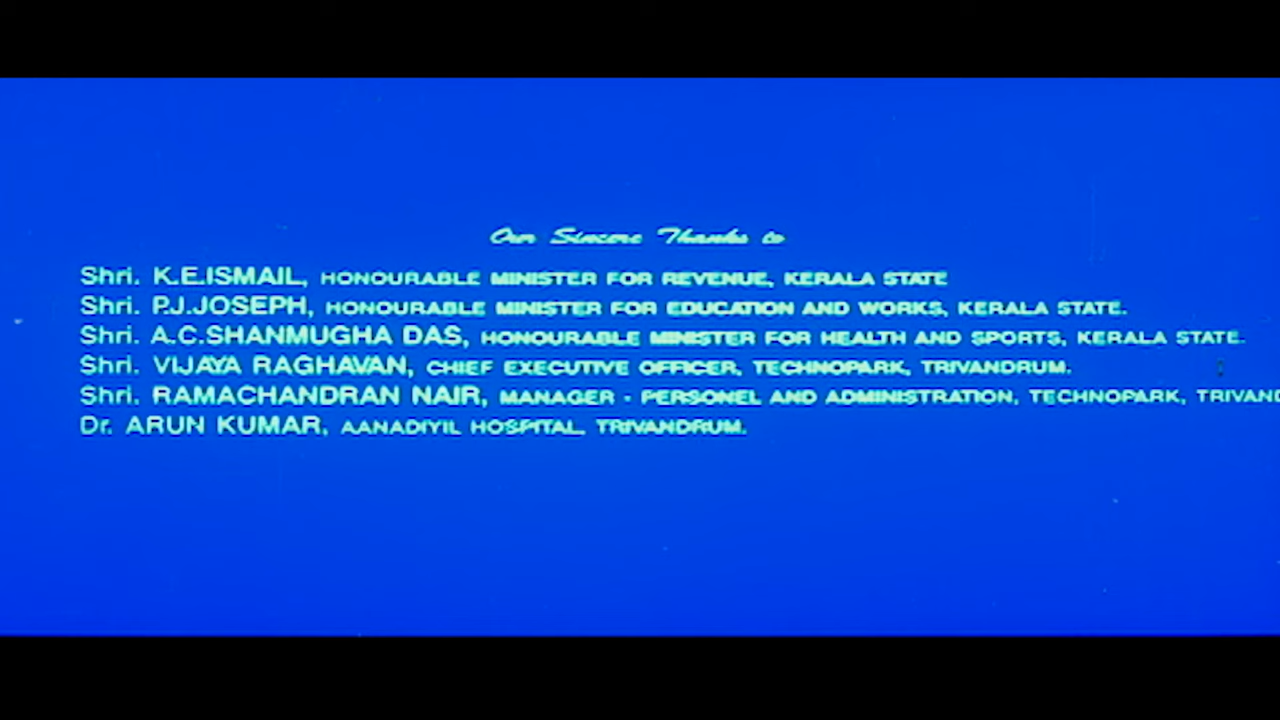 Our Sincere Thanks to
Shri. K.E.ISMAIL, HONOURABLE MINISTER FOR REVENUE, KERALA STATE
Shri. P.J.JOSEPH, HONOURABLE MINISTER FOR EDUCATION AND WORKS, KERALA STATE.
Shri. A.C.SHANMUGHA DAS, HONOURABLE MINISTER FOR HEALTH AND SPORTS, KERALA STATE.
Shri. VIJAYA RAGHAVAN, CHIEF EXECUTIVE OFFICER, TECHNOPARK, TRIVANDRUM.
Shri. RAMACHANDRAN NAIR, MANAGER - PERSONEL AND ADMINISTRATION, TECHNOPARK, TRIVAND
Dr. ARUN KUMAR, AANADIYIL HOSPITAL, TRIVANDRUM.